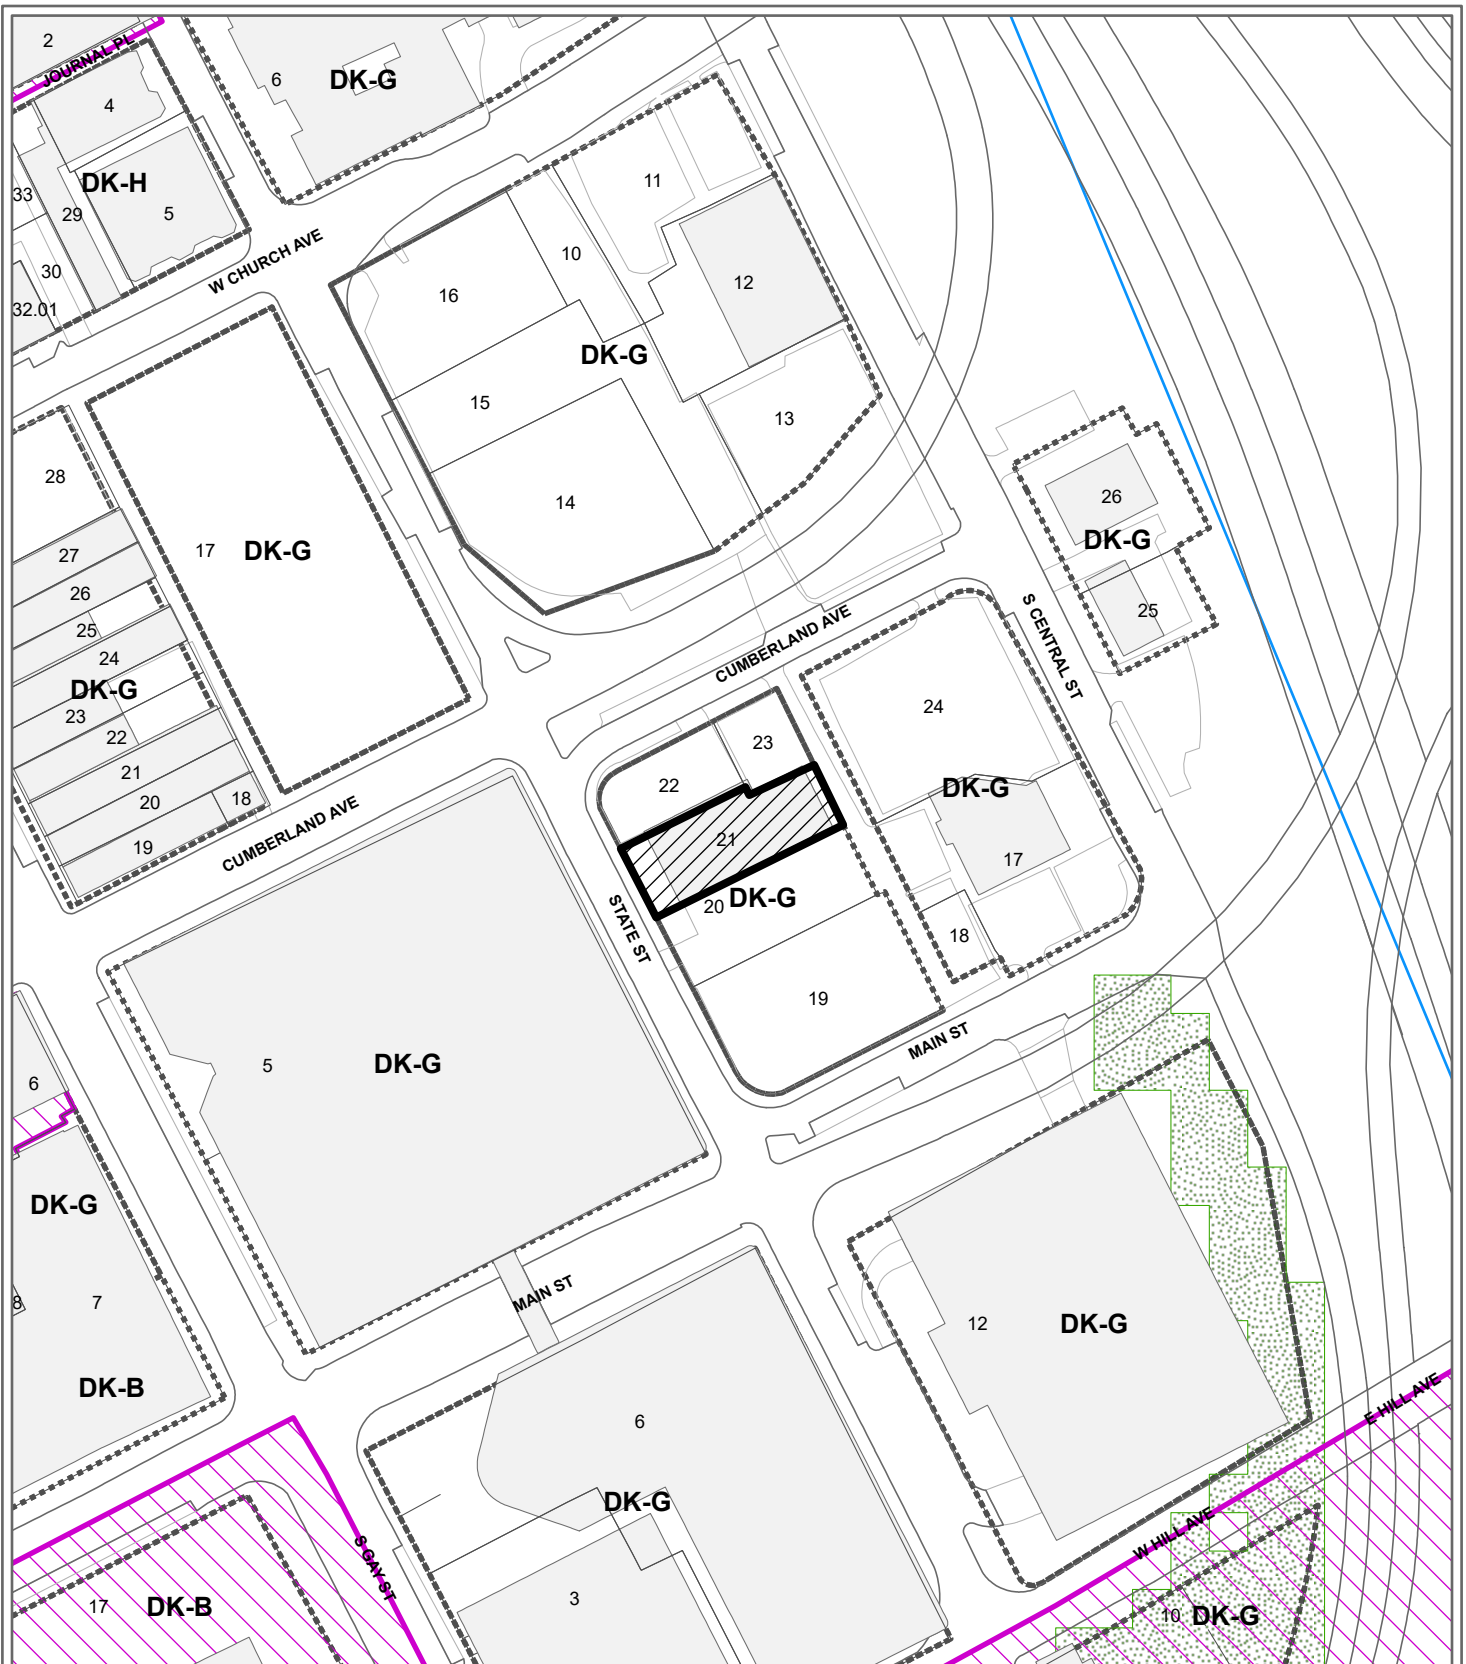 2
JOURNAL PL
4
6
DK-G
33
29
DK-H
5
30
32.01
W CHURCH AVE
11
10
16
12
DK-G
15
13
14
28
17
DK-G
27
26
25
24
DK-G
23
22
21
20
18
19
CUMBERLAND AVE
26
DK-G
25
S CENTRAL ST
CUMBERLAND AVE
24
23
22
DK-G
21
20
DK-G
17
18
STATE ST
19
MAIN ST
5
DK-G
6
DK-G
8
7
DK-B
MAIN ST
12
DK-G
6
DK-G
3
E HILL AVE
W HILL AVE
S GAY ST
17
DK-B
10
DK-G